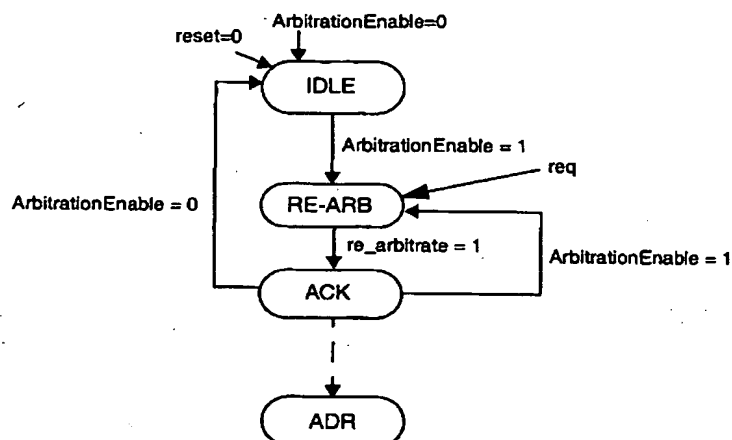 ArbitrationEnable=0
reset=0
IDLE
ArbitrationEnable = 1
req
ArbitrationEnable = 0
RE-ARB
re_arbitrate = 1
ArbitrationEnable = 1
ACK
ADR